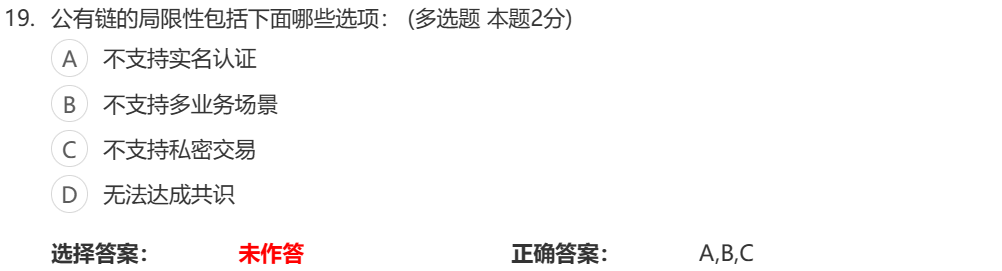 19. 公有链的局限性包括下面哪些选项： (多选题 本题2分)
A 不支持实名认证
B 不支持多业务场景
C 不支持私密交易
D 无法达成共识
选择答案： 未作答 正确答案： A,B,C